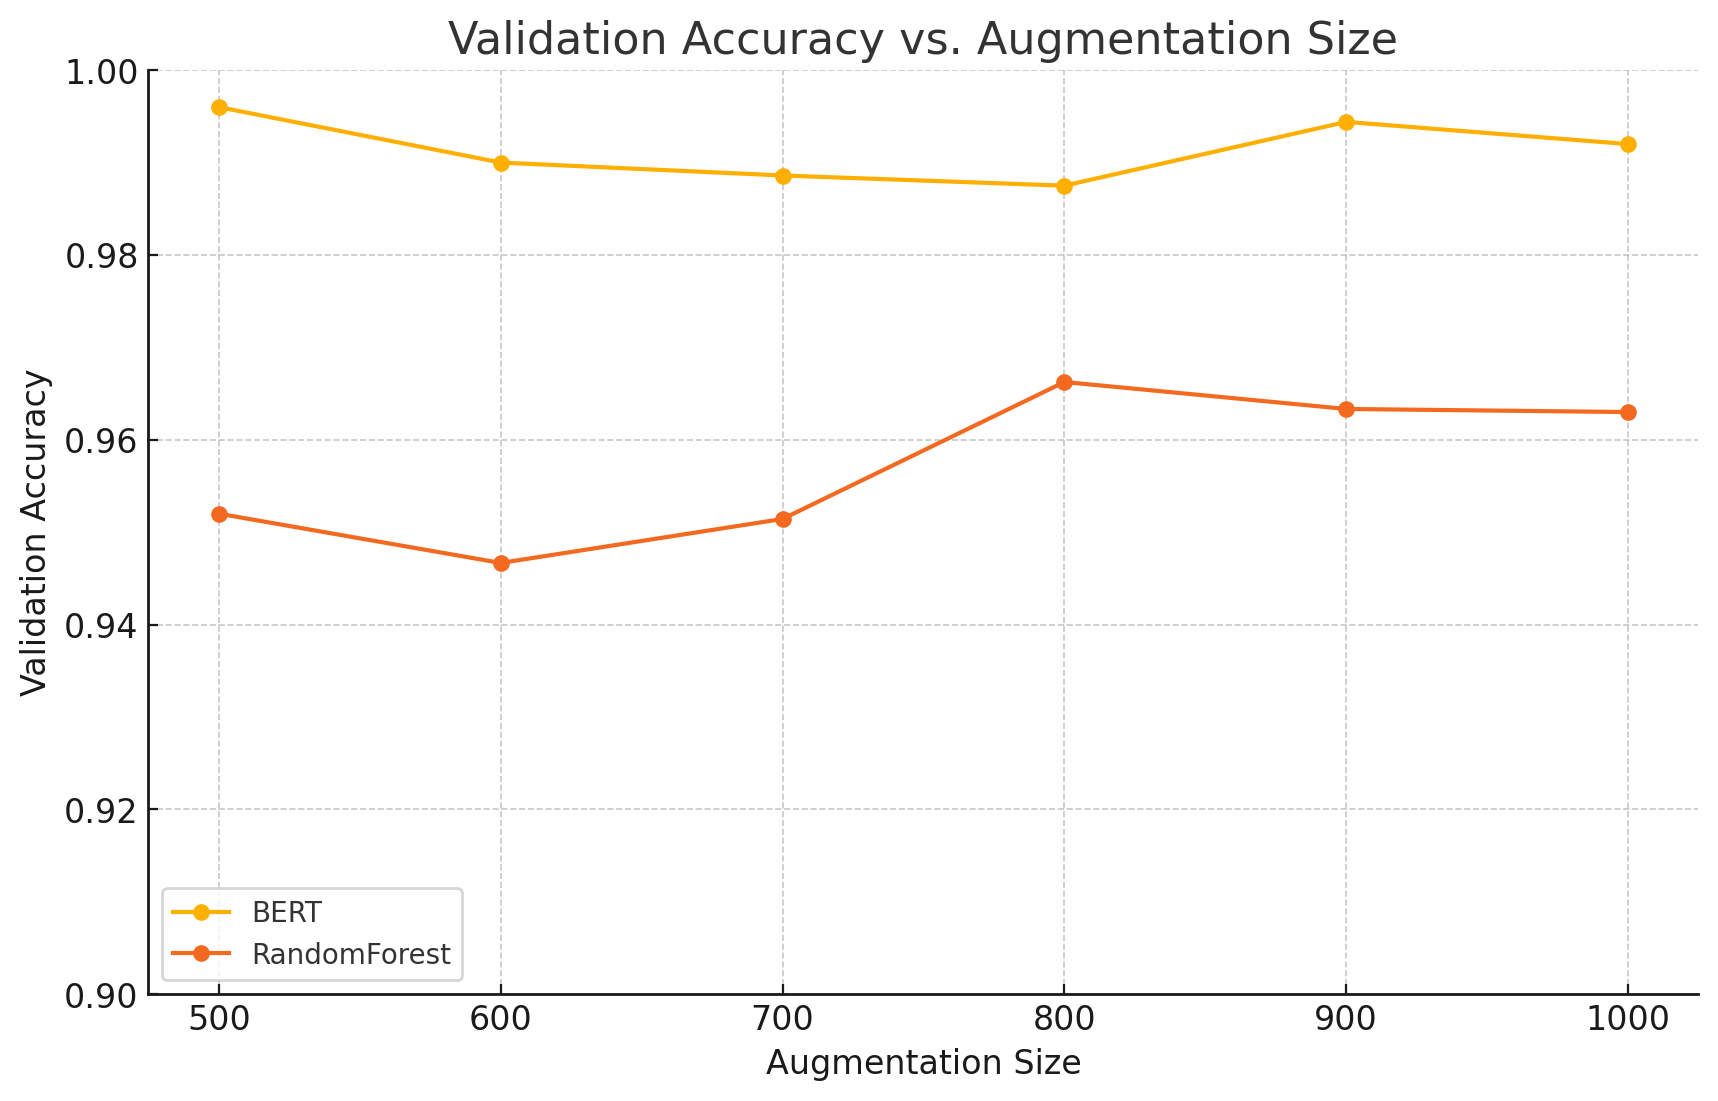 Validation Accuracy vs. Augmentation Size
1.00
0.98
0.96
0.94
0.92
0.90
Validation Accuracy
BERT
RandomForest
500 600 700 800 900 1000
Augmentation Size